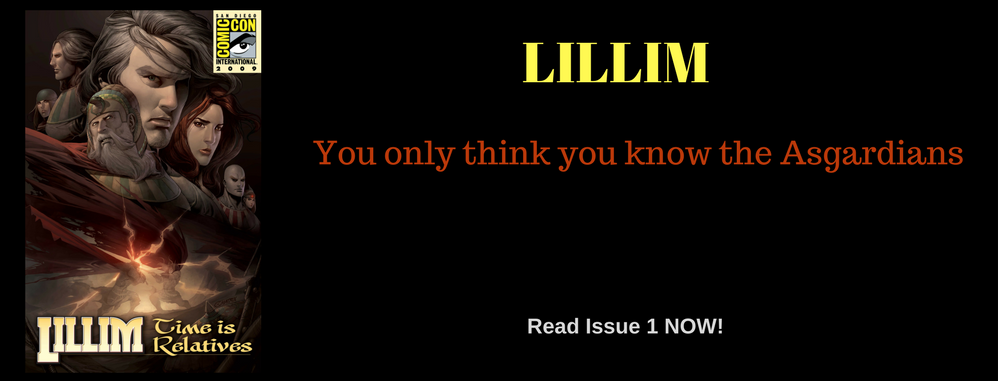 SAN DIEGO
COMIC
CON
INTERNATIONAL
2009
LILLIM
Time is
Relatives
LILLIM
You only think you know the Asgardians
Read Issue 1 NOW!